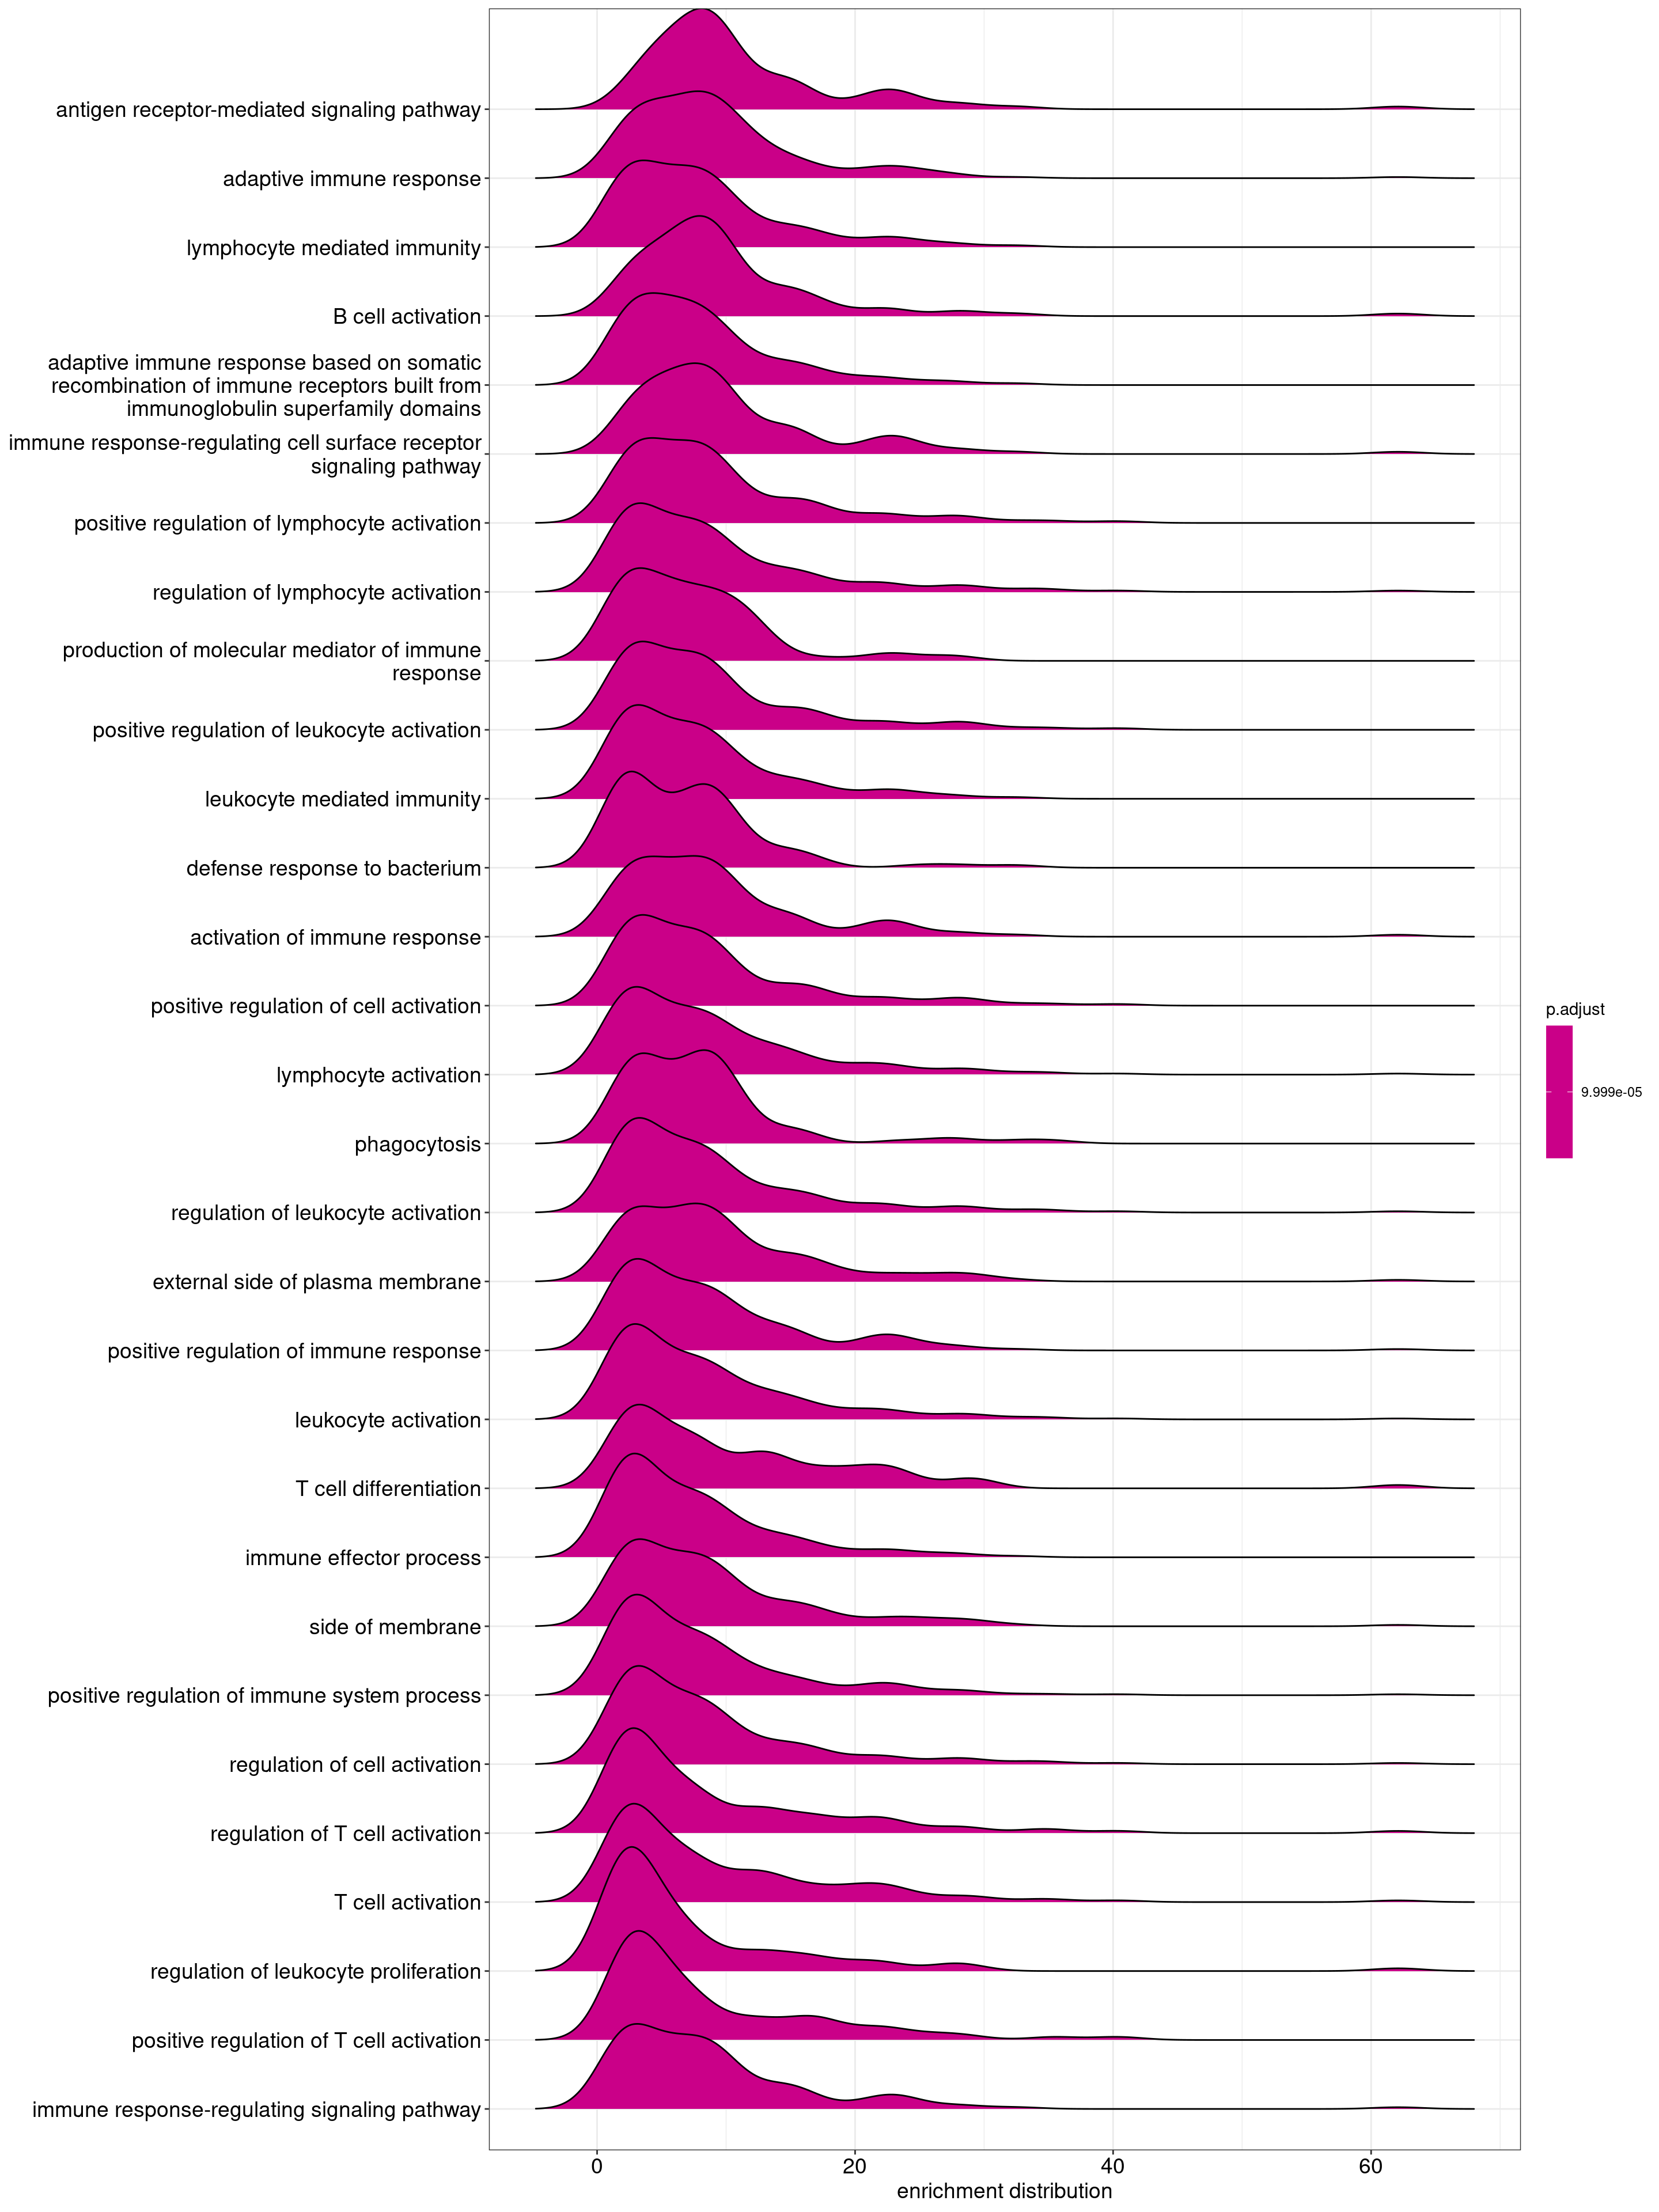 antigen receptor-mediated signaling pathway
adaptive immune response
lymphocyte mediated immunity
B cell activation
adaptive immune response based on somatic
recombination of immune receptors built from
immunoglobulin superfamily domains
immune response-regulating cell surface receptor
signaling pathway
positive regulation of lymphocyte activation
regulation of lymphocyte activation
production of molecular mediator of immune
response
positive regulation of leukocyte activation
leukocyte mediated immunity
defense response to bacterium
activation of immune response
positive regulation of cell activation
lymphocyte activation
phagocytosis
regulation of leukocyte activation
external side of plasma membrane
positive regulation of immune response
leukocyte activation
T cell differentiation
immune effector process
side of membrane
positive regulation of immune system process
regulation of cell activation
regulation of T cell activation
T cell activation
regulation of leukocyte proliferation
positive regulation of T cell activation
immune response-regulating signaling pathway
0 20 40 60
enrichment distribution
p.adjust
9.999e-05